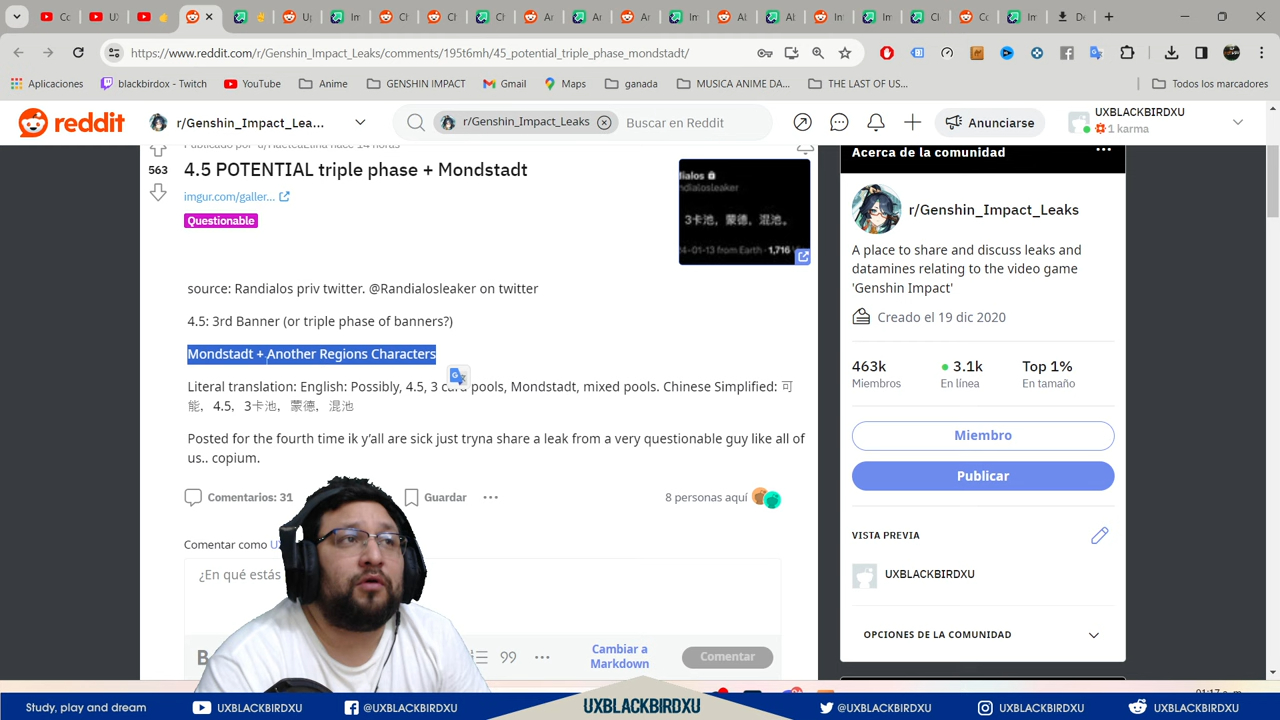 https://www.reddit.com/r/Genshin_Impact_Leaks/comments/195t6mh/45_potential_triple_phase_mondstadt/
Aplicaciones
blackbirdox - Twitch
YouTube
Anime
GENSHIN IMPACT
Gmail
Maps
ganada
MUSICA ANIME DA...
THE LAST OF US...
Todos los marcadores
reddit
r/Genshin_Impact_Lea...
r/Genshin_Impact_Leaks
Buscar en Reddit
Anunciarse
UXBLACKBIRDXU
1 karma
563
4.5 POTENTIAL triple phase + Mondstadt
imgur.com/galler...
Questionable
3卡池，蒙德，混池。
source: Randialos priv twitter. @Randialosleaker on twitter
4.5: 3rd Banner (or triple phase of banners?)
Mondstadt + Another Regions Characters
Literal translation: English: Possibly, 4.5, 3 card pools, Mondstadt, mixed pools. Chinese Simplified: 可
能，4.5，3卡池，蒙德，混池
Posted for the fourth time ik y'all are sick just tryna share a leak from a very questionable guy like all of
us.. copium.
Comentarios: 31
Guardar
8 personas aquí
Comentar como
¿En qué estás
B
99
Cambiar a
Markdown
Comentar
Acerca de la comunidad
r/Genshin_Impact_Leaks
A place to share and discuss leaks and
datamines relating to the video game
'Genshin Impact'
Creado el 19 dic 2020
463k
3.1k
Top 1%
Miembros
En línea
En tamaño
Miembro
Publicar
VISTA PREVIA
UXBLACKBIRDXU
OPCIONES DE LA COMUNIDAD
Study, play and dream
UXBLACKBIRDXU
@UXBLACKBIRDXU
UXBLACKBIRDXU
@UXBLACKBIRDXU
UXBLACKBIRDXU
UXBLACKBIRDXU